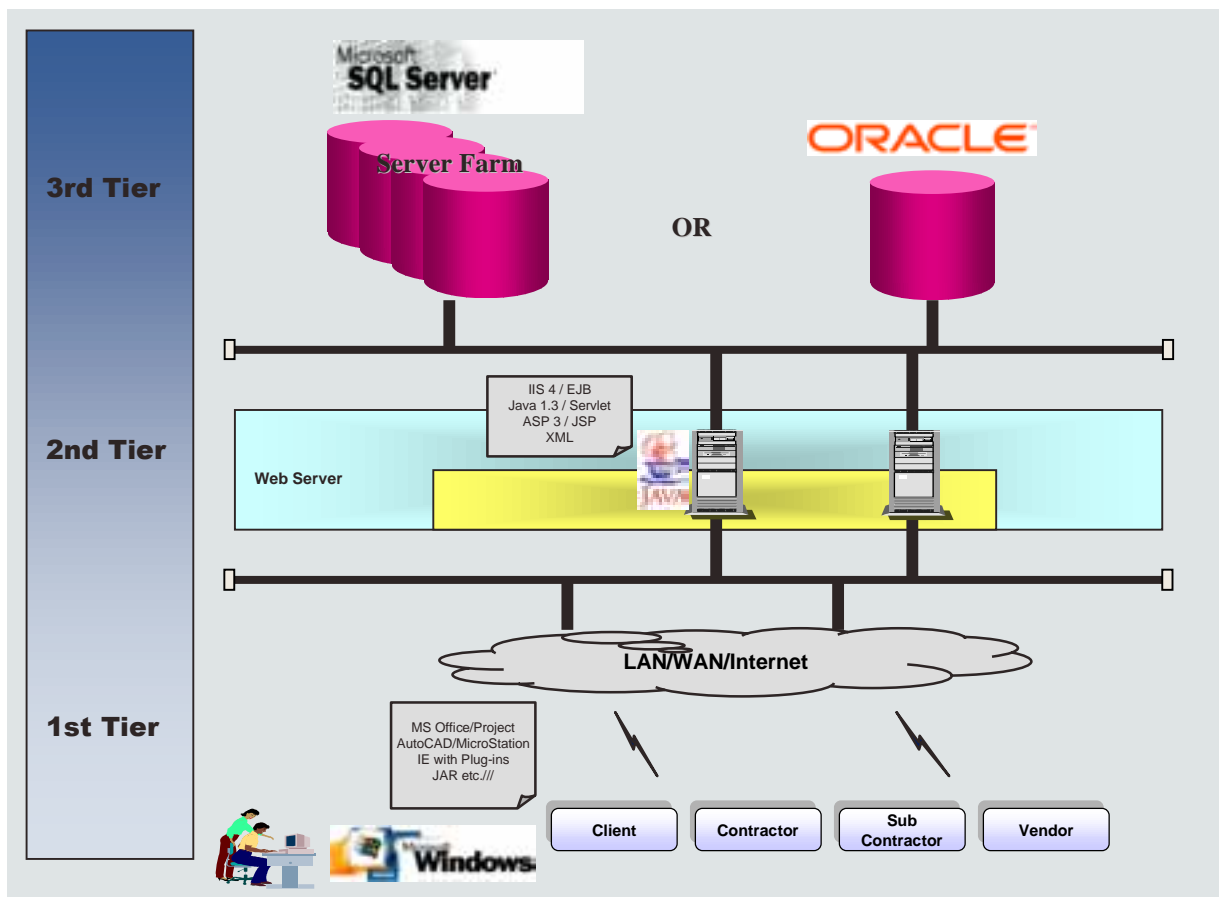 Microsoft
SQL Server
ORACLE
Server Farm
3rd Tier
OR
IIS 4 / EJB
Java 1.3 / Servlet
ASP 3 / JSP
XML
2nd Tier
Web Server
JAVA
LAN/WAN/Internet
1st Tier
MS Office/Project
AutoCAD/MicroStation
IE with Plug-ins
JAR etc.///
Client
Contractor
Sub
Contractor
Vendor
Microsoft
Windows